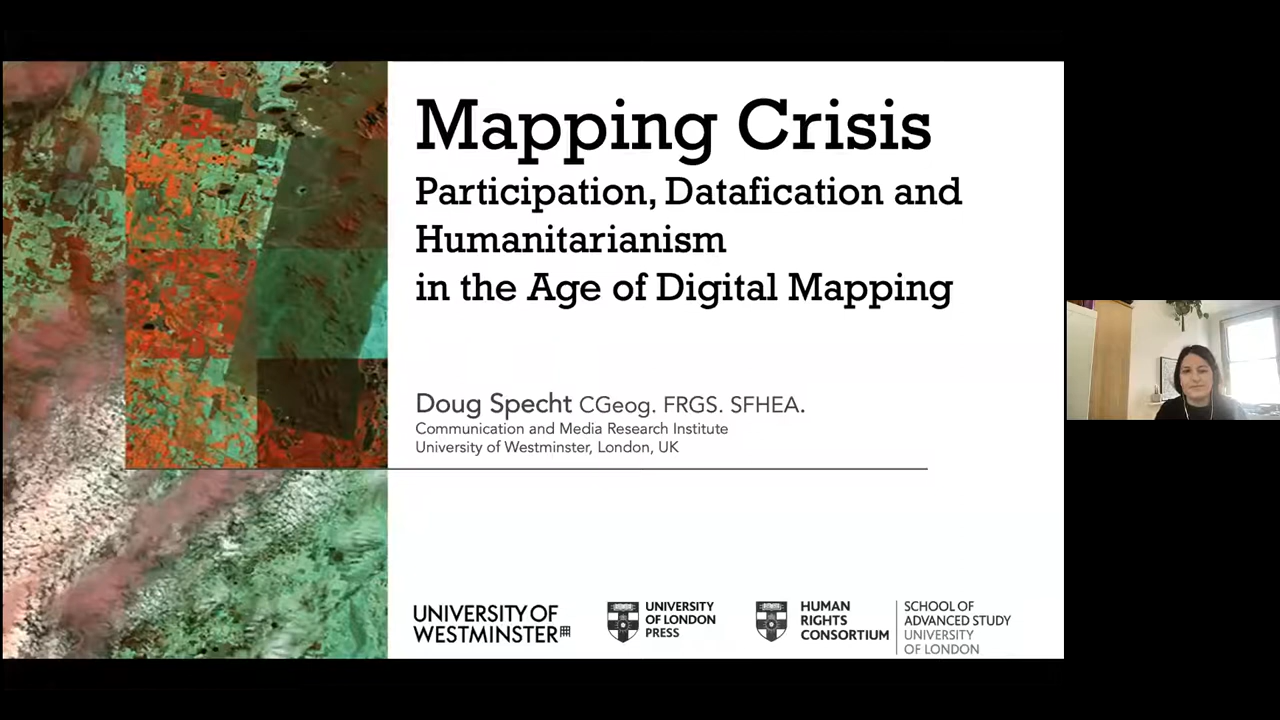 Mapping Crisis
Participation, Datafication and
Humanitarianism
in the Age of Digital Mapping
Doug Specht CGeog. FRGS. SFHEA.
Communication and Media Research Institute
University of Westminster, London, UK
UNIVERSITY OF
WESTMINSTER
UNIVERSITY
OF LONDON
PRESS
HUMAN
RIGHTS
CONSORTIUM
SCHOOL OF
ADVANCED STUDY
UNIVERSITY
OF LONDON